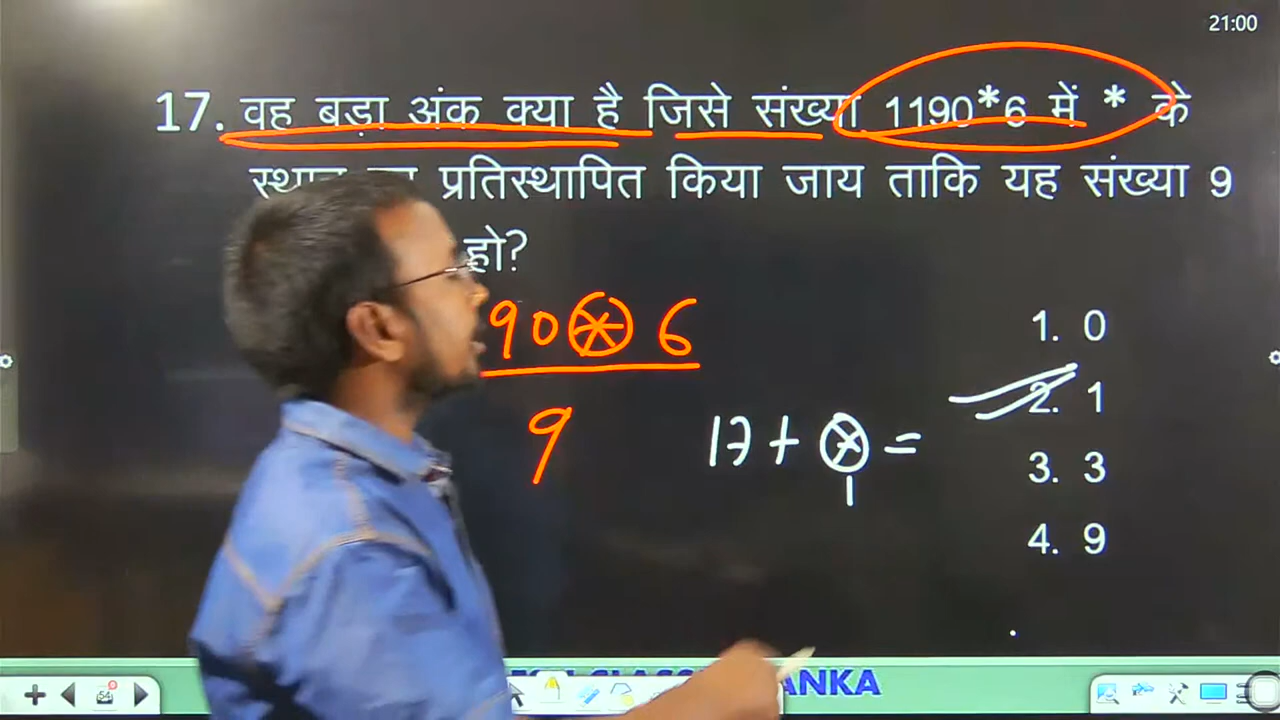 21:00
17. वह बड़ा अंक क्या है जिसे संख्या 1190*6 में * के
प्रतिस्थापित किया जाय ताकि यह संख्या 9
हो?
90 * 6
9
17 + * =
1
1. 0
2. 1
3. 3
4. 9
54